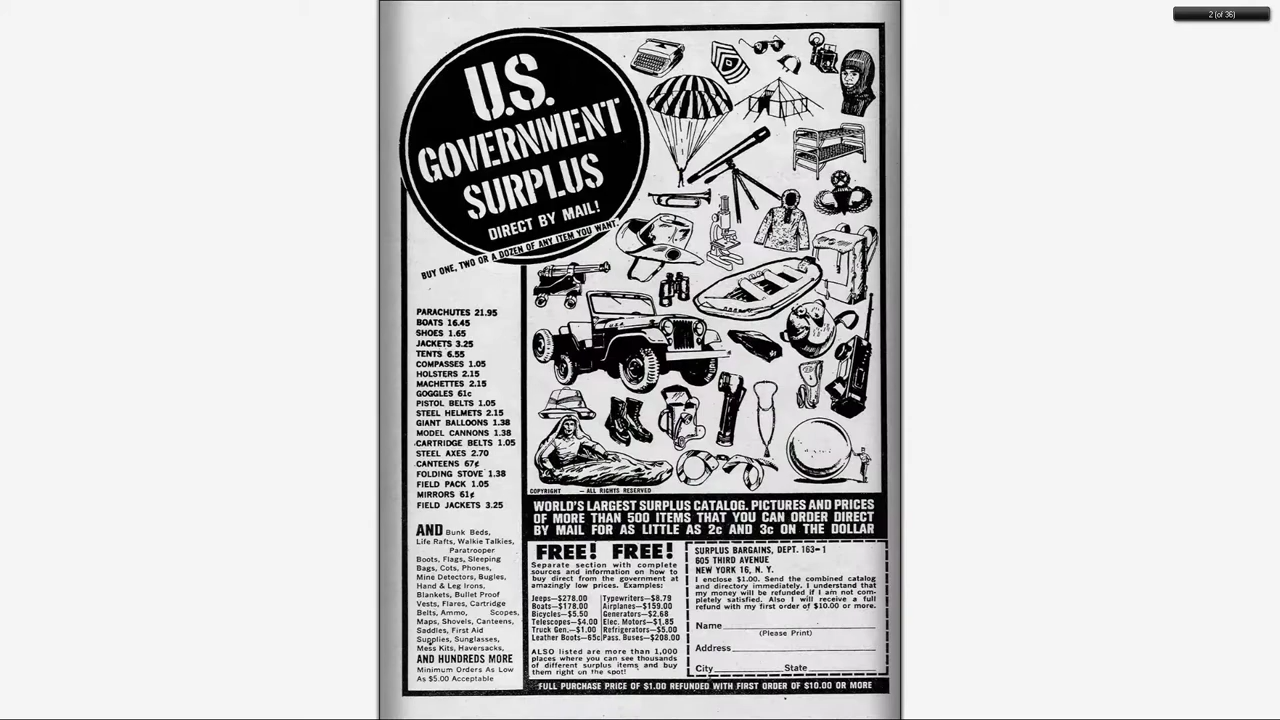 2 (of 36)
U.S.
GOVERNMENT
SURPLUS
DIRECT BY MAIL!
BUY ONE, TWO OR A DOZEN OF ANY ITEM YOU WANT.
PARACHUTES 21.95
BOATS 16.45
SHOES 1.65
JACKETS 3.25
TENTS 6.55
COMPASSES 1.05
HOLSTERS 2.15
MACHETTES 2.15
GOGGLES 61c
PISTOL BELTS 1.05
STEEL HELMETS 2.15
GIANT BALLOONS 1.38
MODEL CANNONS 1.38
CARTRIDGE BELTS 1.05
STEEL AXES 2.70
CANTEENS 67¢
FOLDING STOVE 1.38
FIELD PACK 1.05
MIRRORS 61¢
FIELD JACKETS 3.25
AND Bunk Beds,
Life Rafts, Walkie Talkies,
Paratrooper
Boots, Flags, Sleeping
Bags, Cots, Phones,
Mine Detectors, Bugles,
Hand & Leg Irons,
Blankets, Bullet Proof
Vests, Flares, Cartridge
Belts, Ammo, Scopes,
Maps, Shovels, Canteens,
Saddles, First Aid
Supplies, Sunglasses,
Mess Kits, Haversacks,
AND HUNDREDS MORE
Minimum Orders As Low
As $5.00 Acceptable
COPYRIGHT — ALL RIGHTS RESERVED
WORLD'S LARGEST SURPLUS CATALOG. PICTURES AND PRICES
OF MORE THAN 500 ITEMS THAT YOU CAN ORDER DIRECT
BY MAIL FOR AS LITTLE AS 2c AND 3c ON THE DOLLAR
FREE! FREE!
Separate section with complete
sources and information on how to
buy direct from the government at
amazingly low prices. Examples:
Jeeps—$278.00
Boats—$178.00
Bicycles—$5.50
Telescopes—$4.00
Truck Gen.—$1.00
Leather Boots—65c
Typewriters—$8.79
Airplanes—$159.00
Generators—$2.68
Elec. Motors—$1.85
Refrigerators—$5.00
Pass. Buses—$208.00
ALSO listed are more than 1,000
places where you can see thousands
of different surplus items and buy
them right on the spot!
SURPLUS BARGAINS, DEPT. 163-1
605 THIRD AVENUE
NEW YORK 16, N. Y.
I enclose $1.00. Send the combined catalog
and directory immediately. I understand that
my money will be refunded if I am not com-
pletely satisfied. Also I will receive a full
refund with my first order of $10.00 or more.
Name
(Please Print)
Address
City State
FULL PURCHASE PRICE OF $1.00 REFUNDED WITH FIRST ORDER OF $10.00 OR MORE